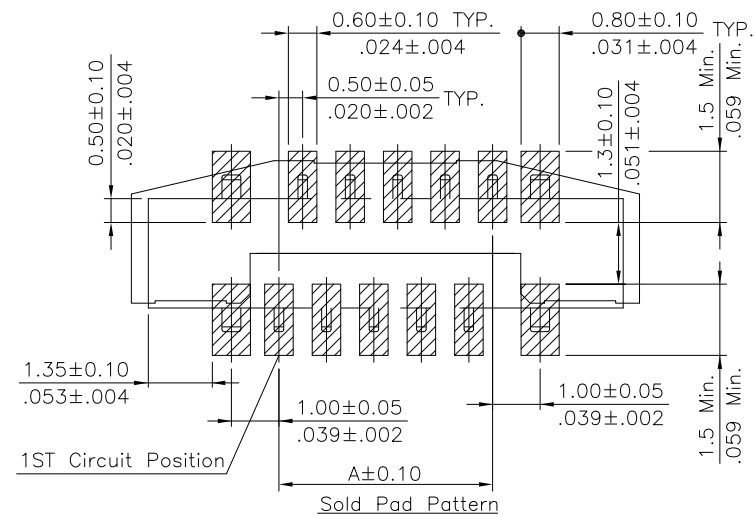 0.60±0.10 TYP.
.024±.004
0.80±0.10
.031±.004
TYP.
0.50±0.05
.020±.002
TYP.
0.50±0.10
.020±.004
1.3±0.10
.051±.004
1.5 Min.
.059 Min.
1.35±0.10
.053±.004
1.00±0.05
.039±.002
1.00±0.05
.039±.002
1.5 Min.
.059 Min.
1ST Circuit Position
A±0.10
Sold Pad Pattern